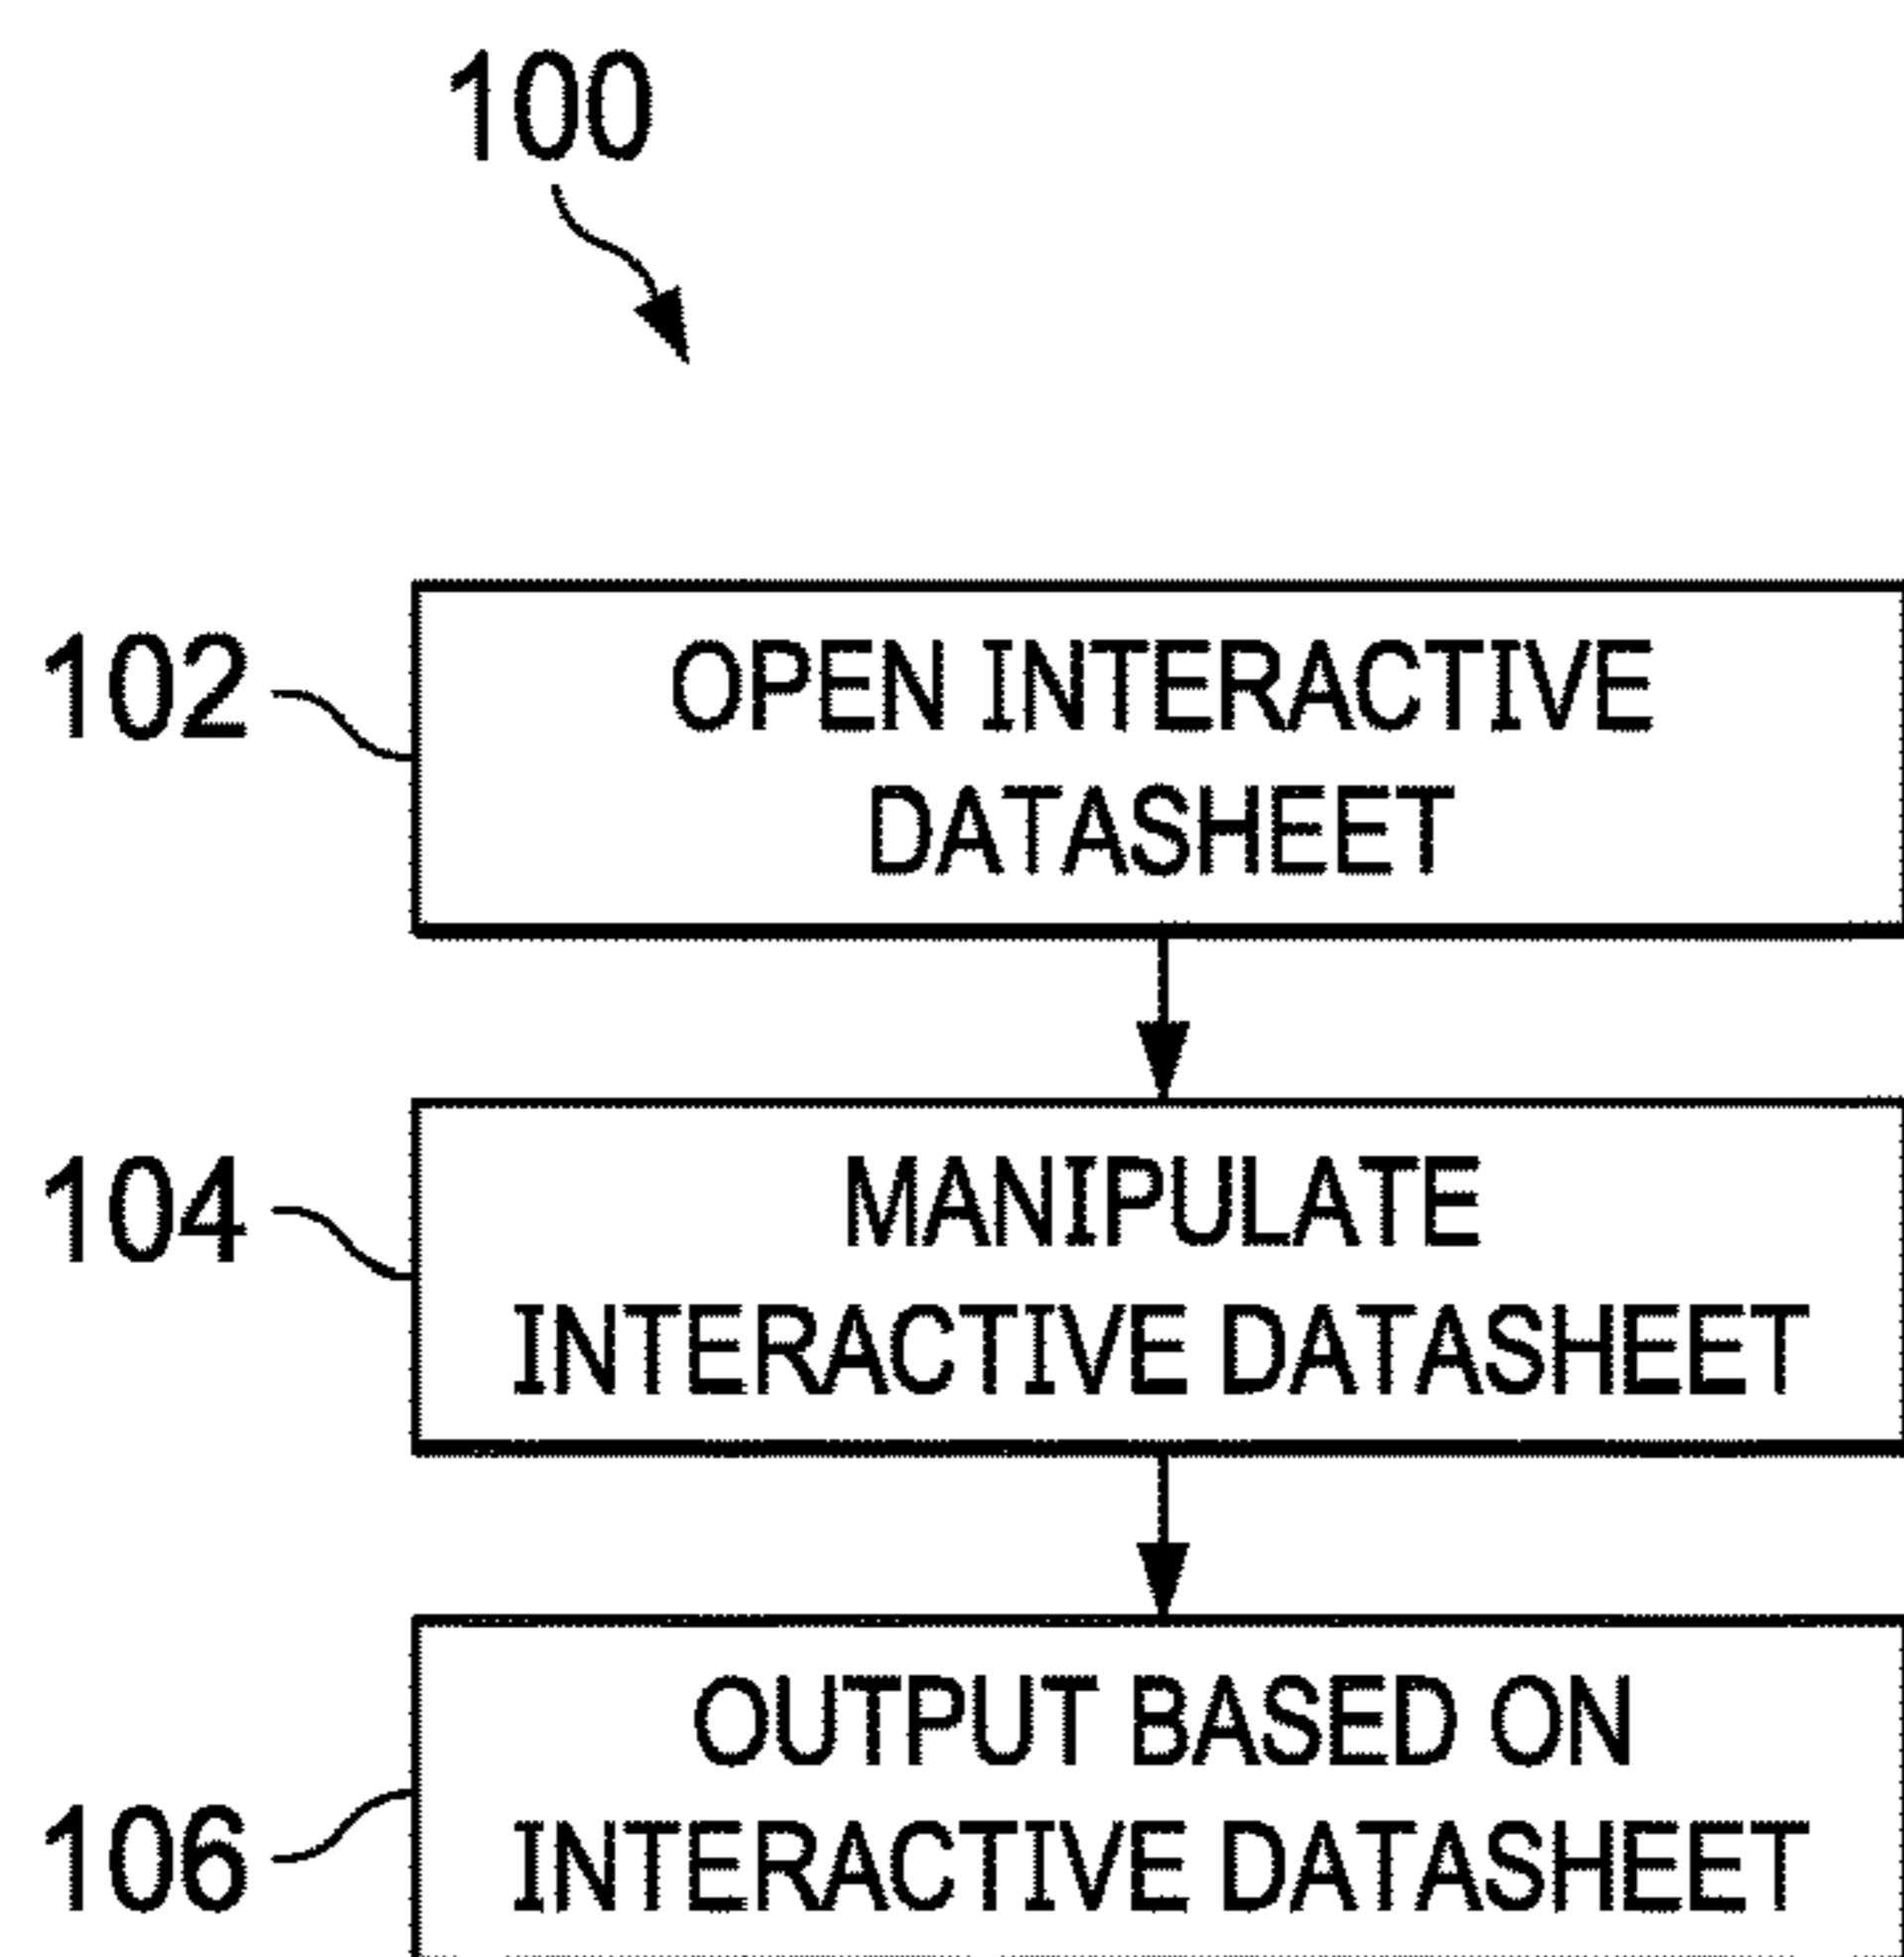 100
102
OPEN INTERACTIVE
DATASHEET
104
MANIPULATE
INTERACTIVE DATASHEET
106
OUTPUT BASED ON
INTERACTIVE DATASHEET